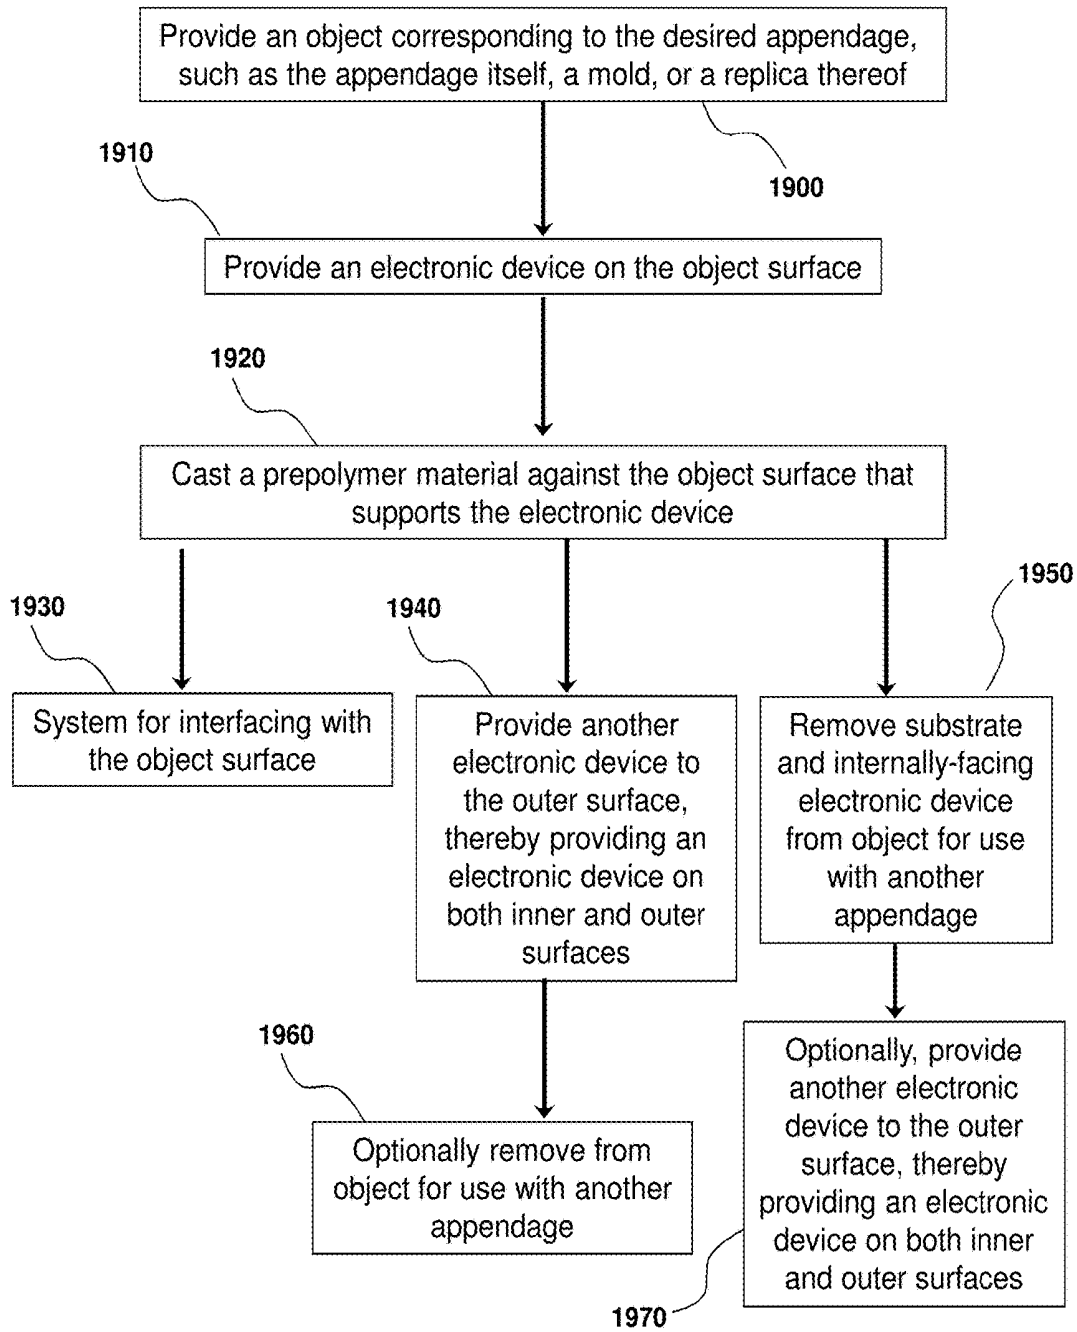 Provide an object corresponding to the desired appendage,
such as the appendage itself, a mold, or a replica thereof
1910
1900
Provide an electronic device on the object surface
1920
Cast a prepolymer material against the object surface that
supports the electronic device
1950
1930
1940
System for interfacing with
the object surface
Provide another
electronic device to
the outer surface,
thereby providing an
electronic device on
both inner and outer
surfaces
Remove substrate
and internally-facing
electronic device
from object for use
with another
appendage
1960
Optionally remove from
object for use with another
appendage
Optionally, provide
another electronic
device to the outer
surface, thereby
providing an electronic
device on both inner
and outer surfaces
1970